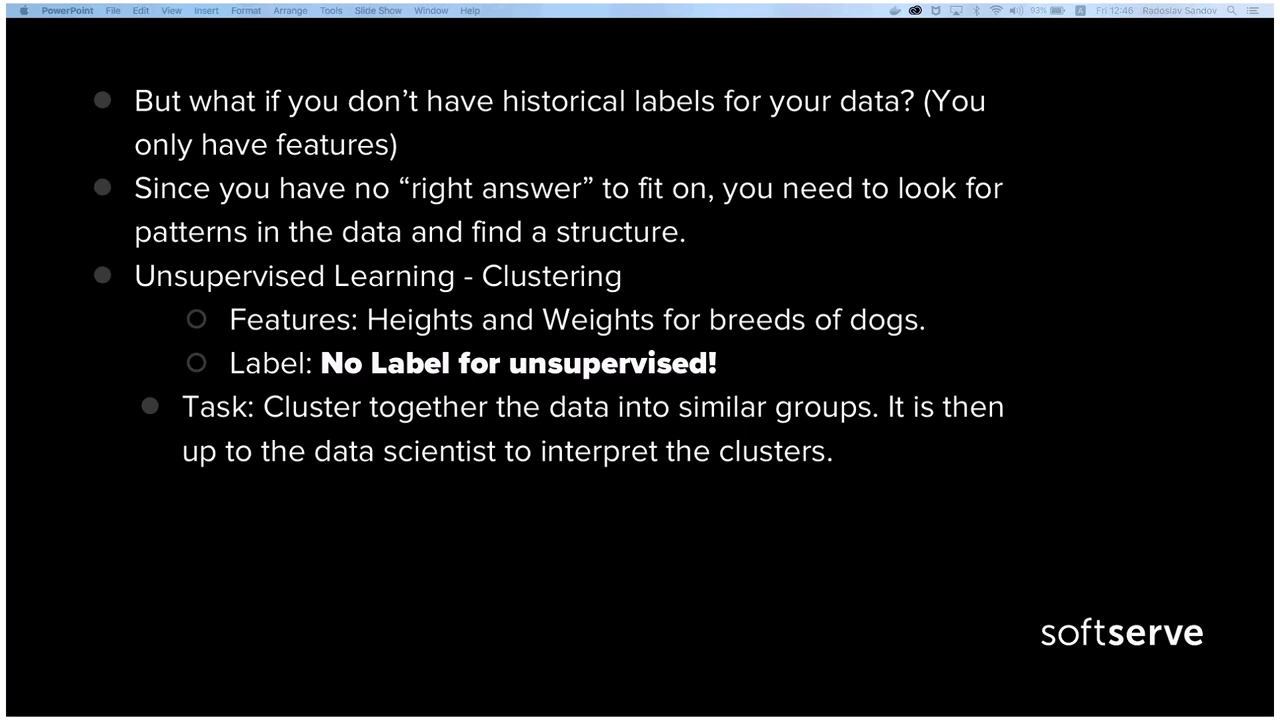 PowerPoint File Edit View Insert Format Arrange Tools Slide Show Window Help 93% A Fri 12:46 Radoslav Sandov
But what if you don’t have historical labels for your data? (You
only have features)
Since you have no “right answer” to fit on, you need to look for
patterns in the data and find a structure.
Unsupervised Learning - Clustering
Features: Heights and Weights for breeds of dogs.
Label: No Label for unsupervised!
Task: Cluster together the data into similar groups. It is then
up to the data scientist to interpret the clusters.
softserve